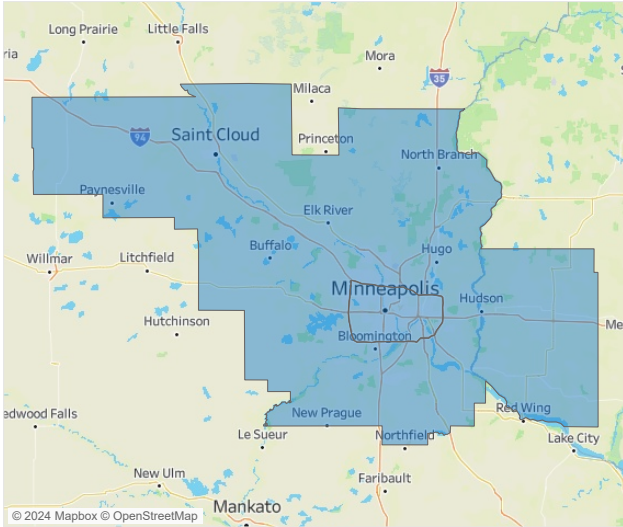 Long Prairie
Little Falls
ria
Mora
35
Milaca
94
Saint Cloud
Princeton
North Branch
Paynesville
Elk River
Buffalo
Hugo
Willmar
Litchfield
Minneapolis
Hudson
Hutchinson
Me
Bloomington
edwood Falls
New Prague
Red Wing
Le Sueur
Northfield
Lake City
New Ulm
Faribault
Mankato
© 2024 Mapbox © OpenStreetMap